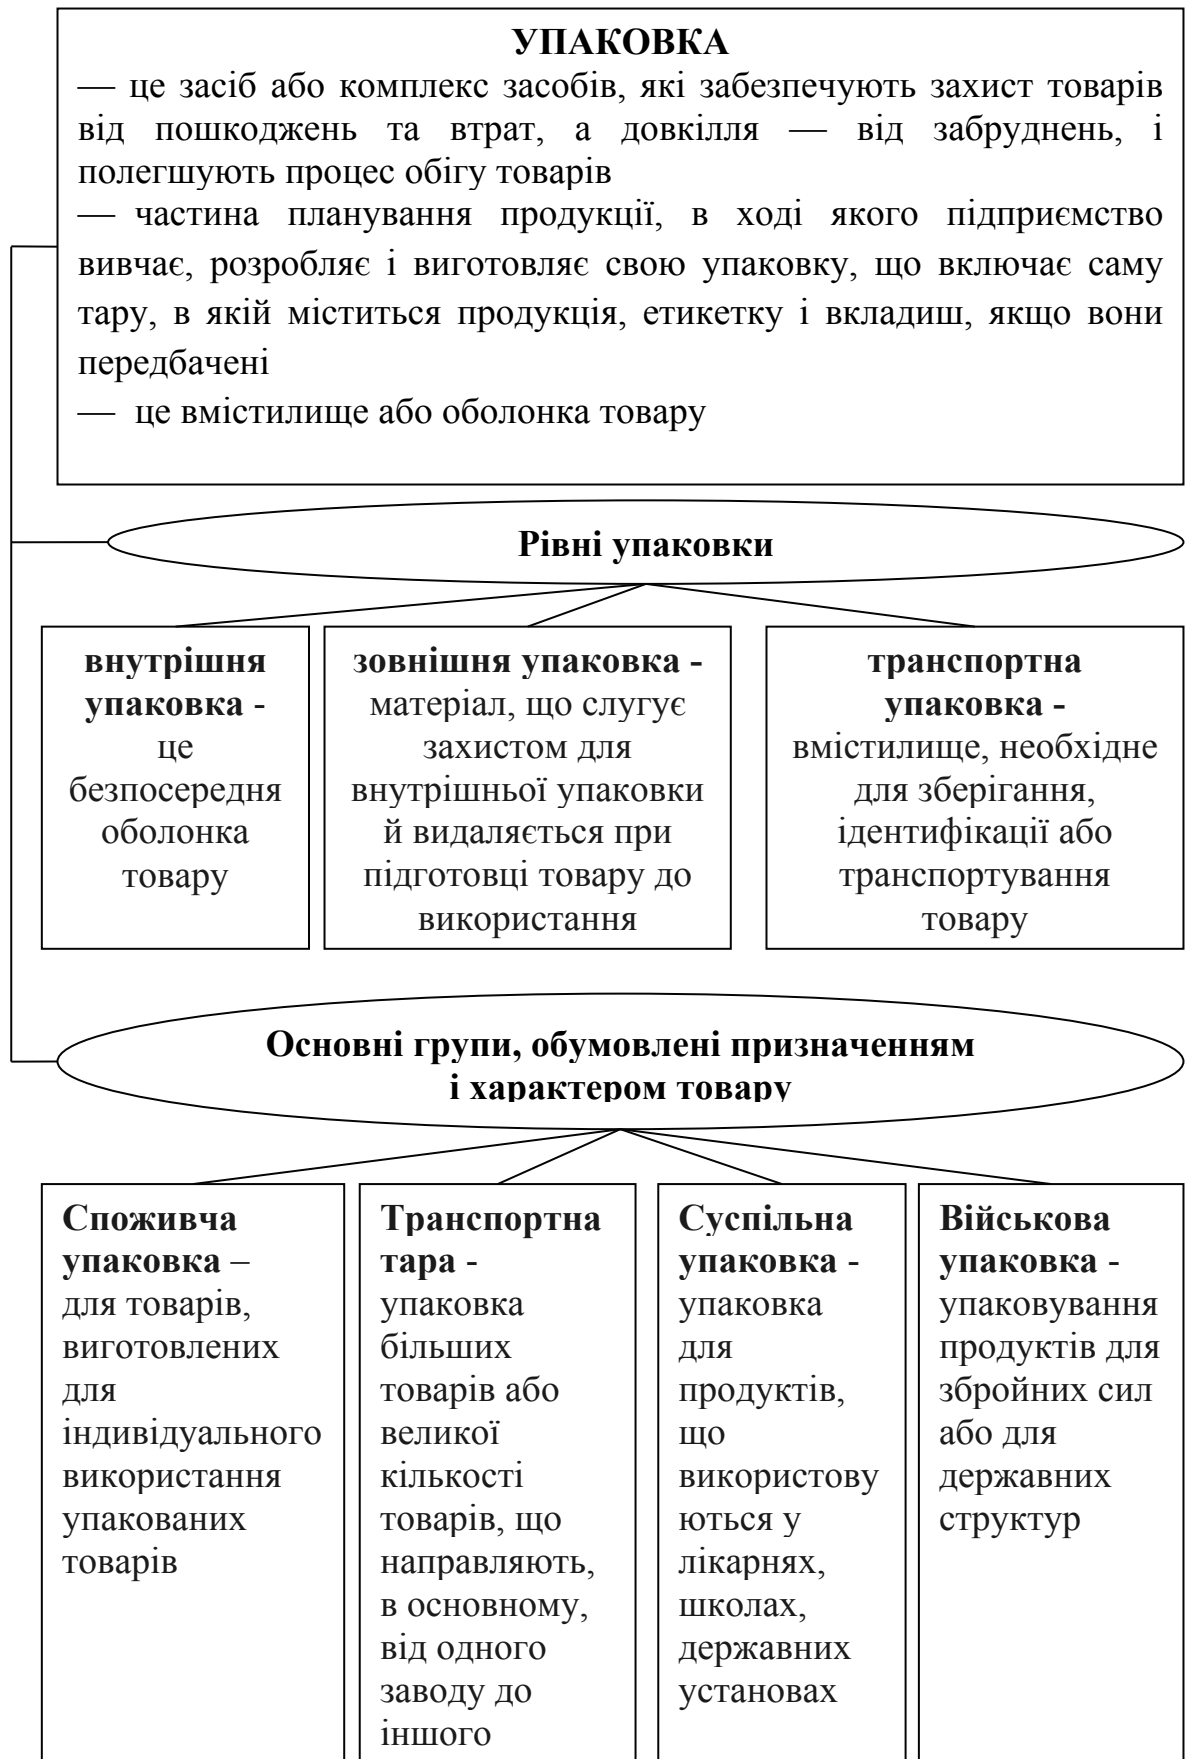 УПАКОВКА
— це засіб або комплекс засобів, які забезпечують захист товарів
від пошкоджень та втрат, а довкілля — від забруднень, і
полегшують процес обігу товарів
— частина планування продукції, в ході якого підприємство
вивчає, розробляє і виготовляє свою упаковку, що включає саму
тару, в якій міститься продукція, етикетку і вкладиш, якщо вони
передбачені
— це вмістилище або оболонка товару
Рівні упаковки
внутрішня
упаковка -
це
безпосередня
оболонка
товару
зовнішня упаковка -
матеріал, що слугує
захистом для
внутрішньої упаковки
й видаляється при
підготовці товару до
використання
транспортна
упаковка -
вмістилище, необхідне
для зберігання,
ідентифікації або
транспортування
товару
Основні групи, обумовлені призначенням
і характером товару
Споживча
упаковка –
для товарів,
виготовлених
для
індивідуального
використання
упакованих
товарів
Транспортна
тара -
упаковка
більших
товарів або
великої
кількості
товарів, що
направляють,
в основному,
від одного
заводу до
іншого
Суспільна
упаковка -
упаковка
для
продуктів,
що
використову
ються у
лікарнях,
школах,
державних
установах
Військова
упаковка -
упаковування
продуктів для
збройних сил
або для
державних
структур